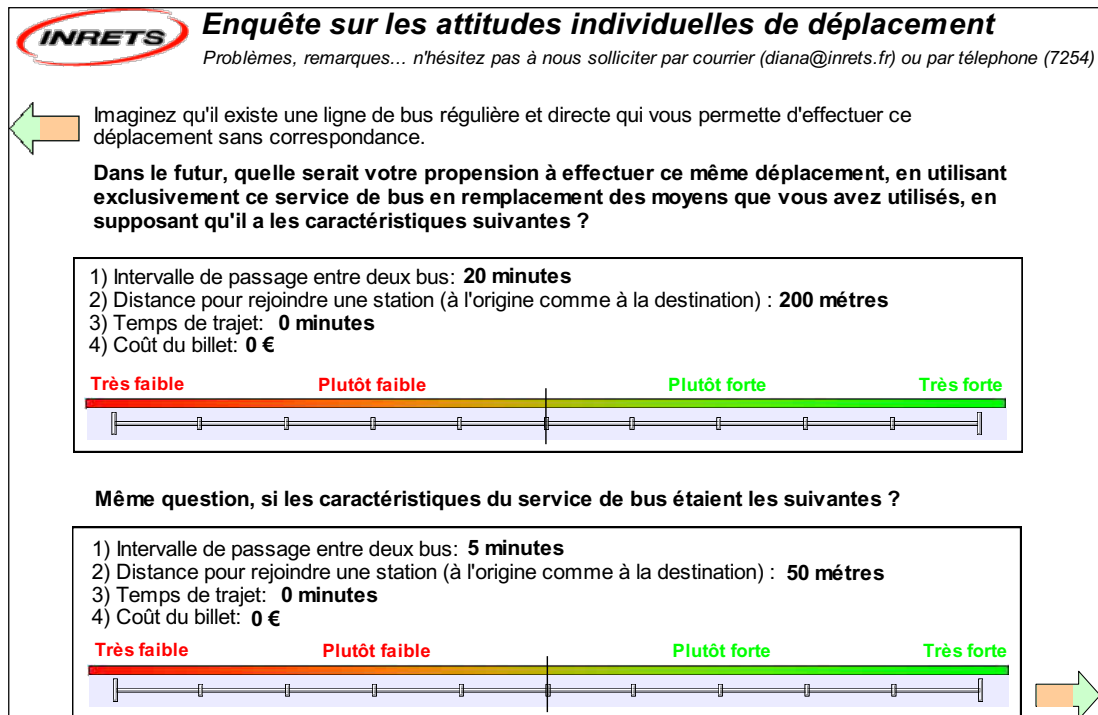 INRETS
Enquête sur les attitudes individuelles de déplacement
Problèmes, remarques... n'hésitez pas à nous solliciter par courrier (diana@inrets.fr) ou par télephone (7254)
Imaginez qu'il existe une ligne de bus régulière et directe qui vous permette d'effectuer ce
déplacement sans correspondance.
Dans le futur, quelle serait votre propension à effectuer ce même déplacement, en utilisant
exclusivement ce service de bus en remplacement des moyens que vous avez utilisés, en
supposant qu'il a les caractéristiques suivantes ?
1) Intervalle de passage entre deux bus: 20 minutes
2) Distance pour rejoindre une station (à l'origine comme à la destination) : 200 métres
3) Temps de trajet: 0 minutes
4) Coût du billet: 0 €
Très faible Plutôt faible Plutôt forte Très forte
Même question, si les caractéristiques du service de bus étaient les suivantes ?
1) Intervalle de passage entre deux bus: 5 minutes
2) Distance pour rejoindre une station (à l'origine comme à la destination) : 50 métres
3) Temps de trajet: 0 minutes
4) Coût du billet: 0 €
Très faible Plutôt faible Plutôt forte Très forte